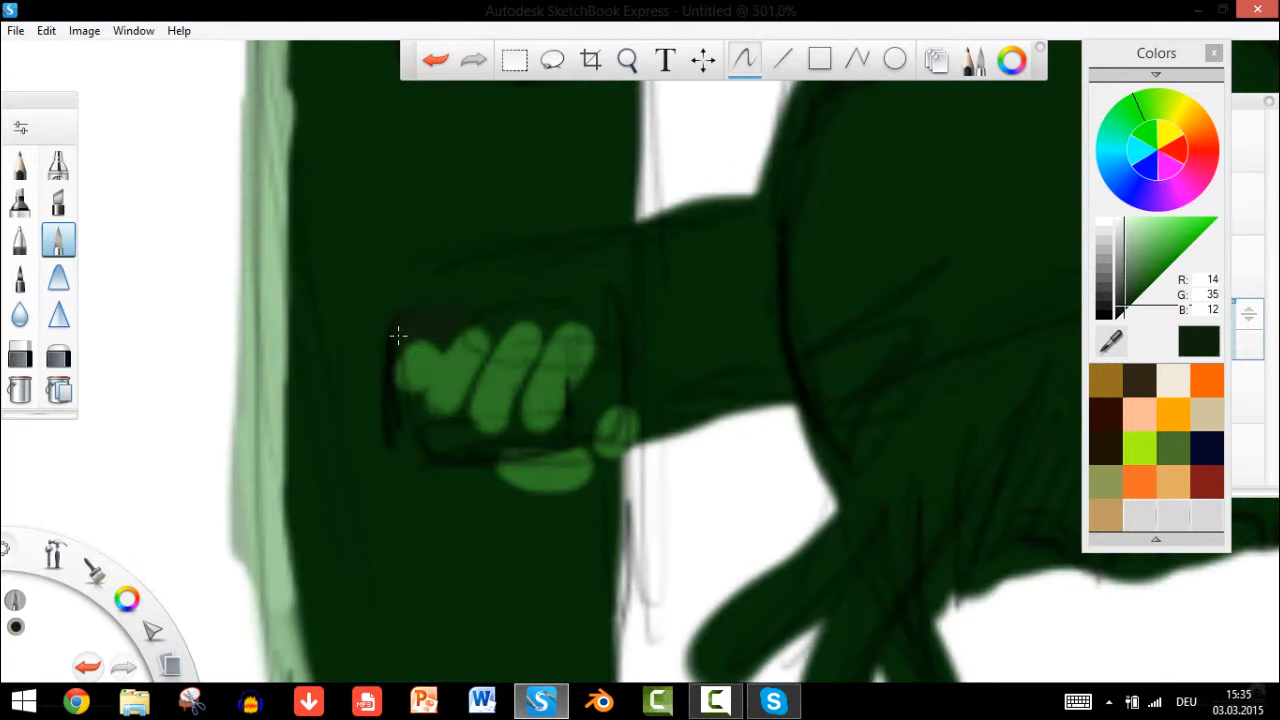 Autodesk SketchBook Express - Untitled @ 501,0%
File Edit Image Window Help
T
Colors
R: 14
G: 35
B: 12
MP3
DEU
15:35
03.03.2015